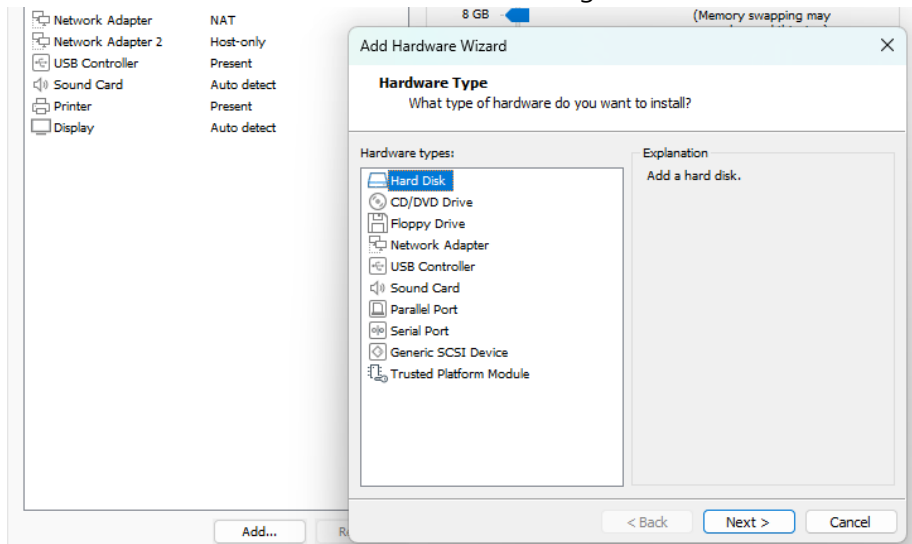 Network Adapter NAT
Network Adapter 2 Host-only
USB Controller Present
Sound Card Auto detect
Printer Present
Display Auto detect
8 GB
(Memory swapping may
Add Hardware Wizard
Hardware Type
What type of hardware do you want to install?
Hardware types:
Hard Disk
CD/DVD Drive
Floppy Drive
Network Adapter
USB Controller
Sound Card
Parallel Port
Serial Port
Generic SCSI Device
Trusted Platform Module
Explanation
Add a hard disk.
Add...
< Back Next > Cancel